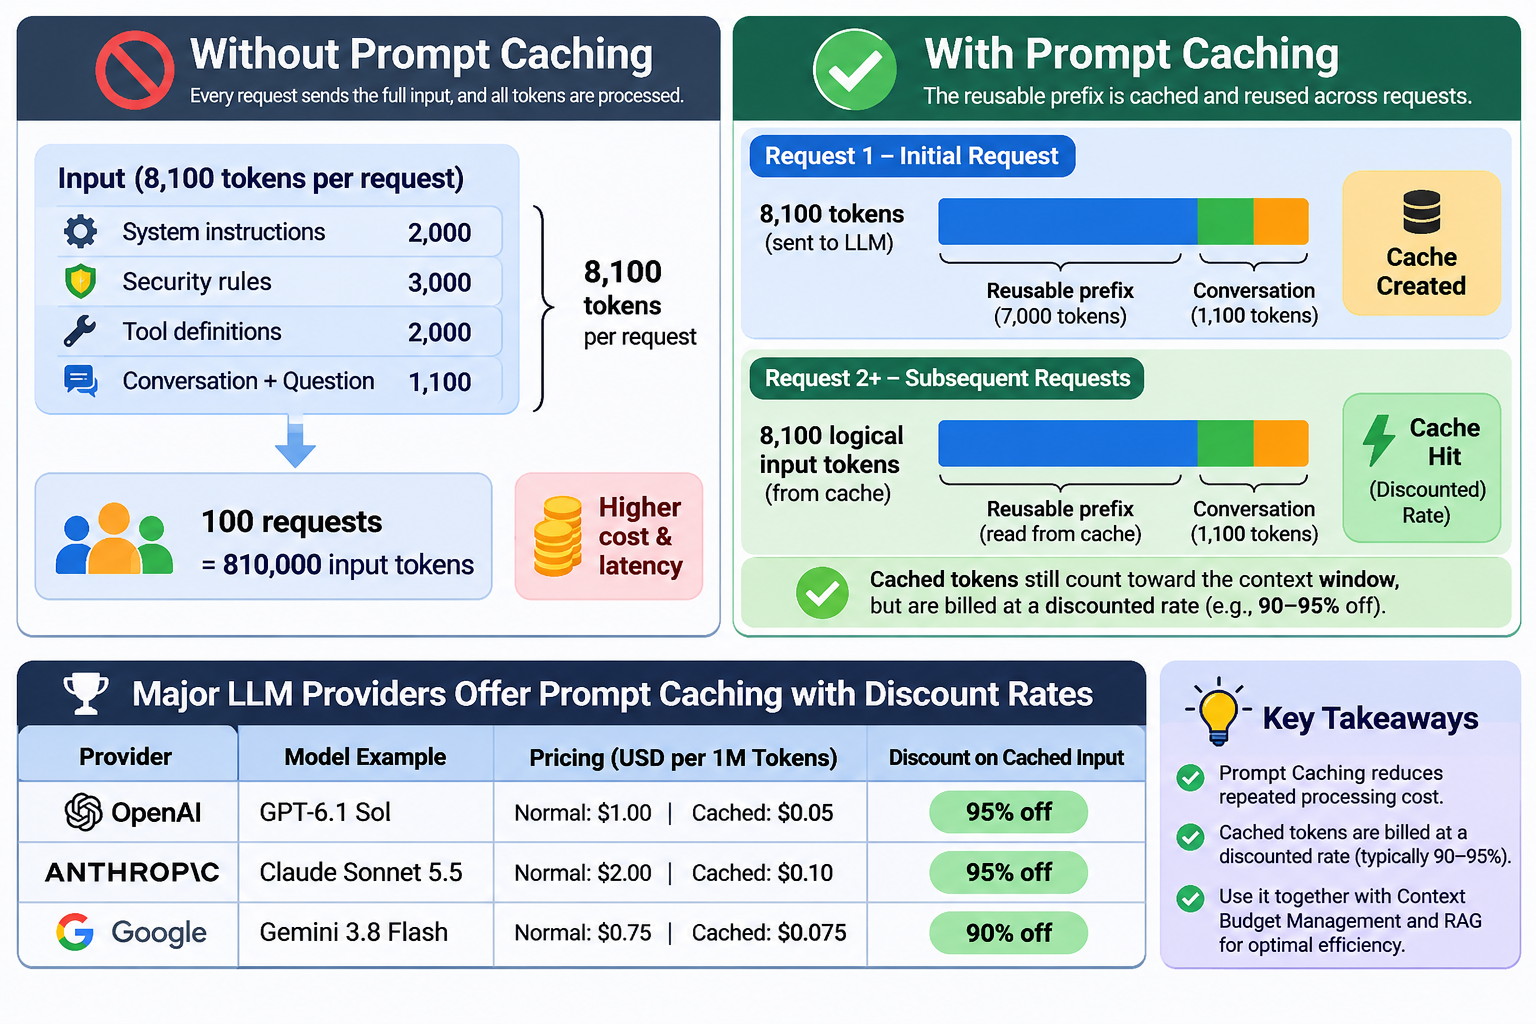 Without Prompt Caching
Every request sends the full input, and all tokens are processed.
Input (8,100 tokens per request)
System instructions 2,000
Security rules 3,000
Tool definitions 2,000
Conversation + Question 1,100
8,100
tokens
per request
100 requests
= 810,000 input tokens
Higher
cost &
latency
With Prompt Caching
The reusable prefix is cached and reused across requests.
Request 1 – Initial Request
8,100 tokens
(sent to LLM)
Reusable prefix
(7,000 tokens)
Conversation
(1,100 tokens)
Cache
Created
Request 2+ – Subsequent Requests
8,100 logical
input tokens
(from cache)
Reusable prefix
(read from cache)
Conversation
(1,100 tokens)
Cache
Hit
(Discounted)
Rate)
Cached tokens still count toward the context window,
but are billed at a discounted rate (e.g., 90–95% off).
Major LLM Providers Offer Prompt Caching with Discount Rates
Provider Model Example Pricing (USD per 1M Tokens) Discount on Cached Input
OpenAI GPT-6.1 Sol Normal: $1.00 | Cached: $0.05 95% off
ANTHROP\C Claude Sonnet 5.5 Normal: $2.00 | Cached: $0.10 95% off
Google Gemini 3.8 Flash Normal: $0.75 | Cached: $0.075 90% off
Key Takeaways
Prompt Caching reduces
repeated processing cost.
Cached tokens are billed at a
discounted rate (typically 90–95%).
Use it together with Context
Budget Management and RAG
for optimal efficiency.